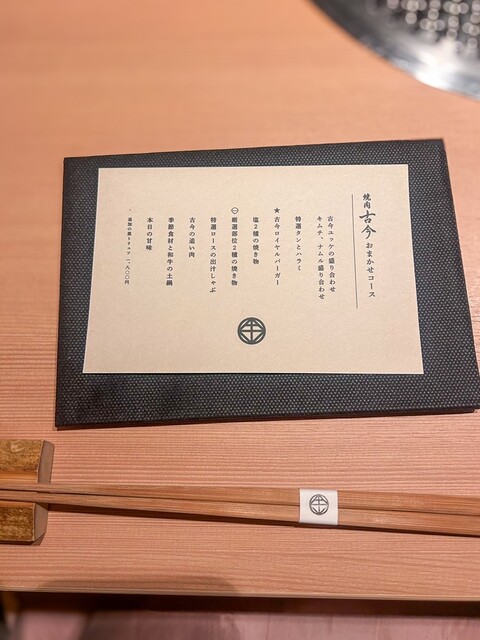 焼肉 古今 おまかせコース
古今ユッケの盛り合わせ
キムチ、ナムル盛り合わせ
特選タンとハラミ
★ 古今ロイヤルバーガー
塩2種の焼き物
厳選部位2種の焼き物
特選ロースの出汁しゃぶ
古今の追い肉
季節食材と和牛の土鍋
本日の甘味